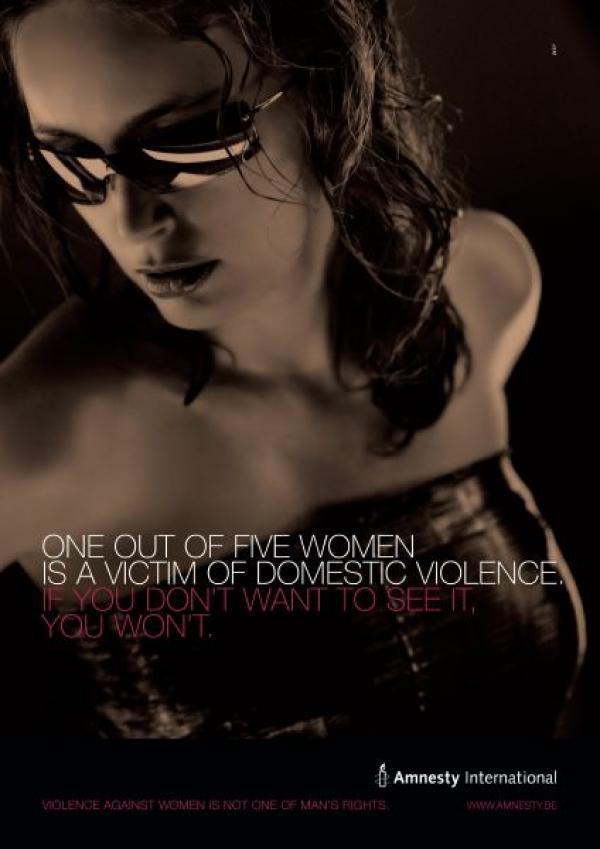 ONE OUT OF FIVE WOMEN
IS A VICTIM OF DOMESTIC VIOLENCE.
IF YOU DON'T WANT TO SEE IT,
YOU WON'T.
Amnesty International
VIOLENCE AGAINST WOMEN IS NOT ONE OF MAN'S RIGHTS.
WWW.AMNESTY.BE